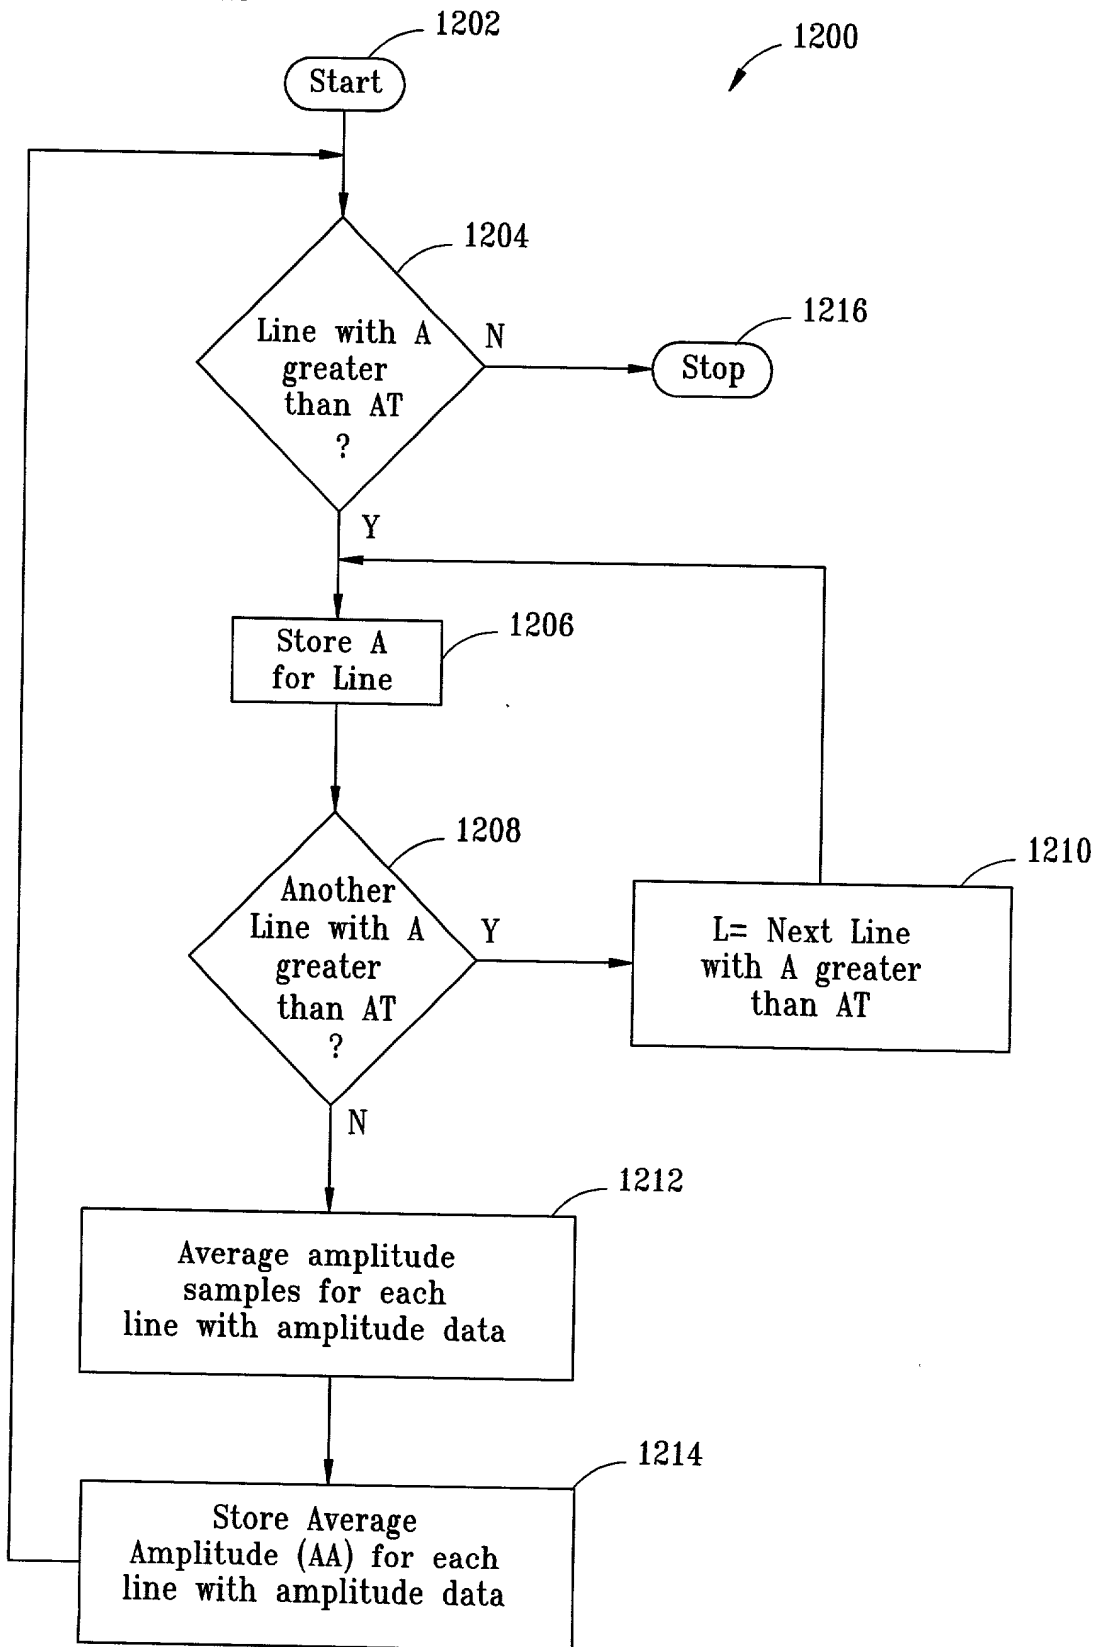 1202
1200
Start
1204
Line with A
greater
than AT
?
N
1216
Stop
Y
1206
Store A
for Line
1208
Another
Line with A
greater
than AT
?
Y
1210
L= Next Line
with A greater
than AT
N
1212
Average amplitude
samples for each
line with amplitude data
1214
Store Average
Amplitude (AA) for each
line with amplitude data